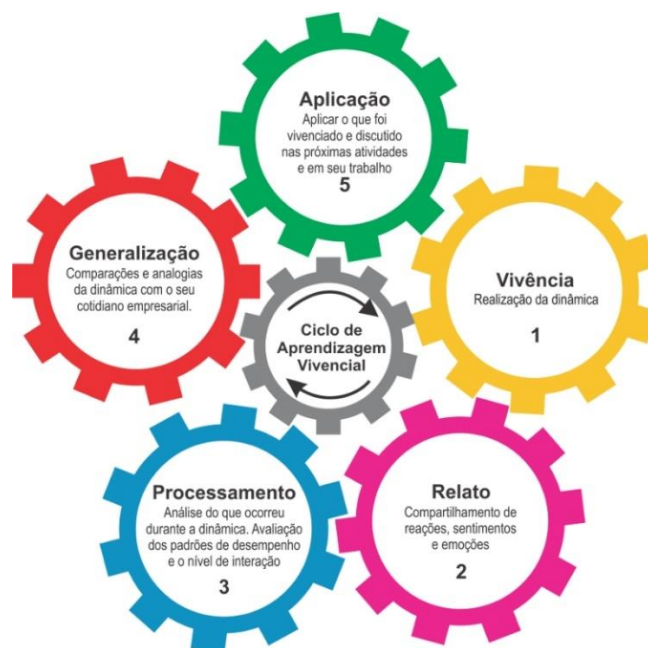 Aplicação
Aplicar o que foi
vivenciado e discutido
nas próximas atividades
e em seu trabalho
5
Generalização
Comparações e analogias
da dinâmica com o seu
cotidiano empresarial.
4
Vivência
Realização da dinâmica
1
Ciclo de
Aprendizagem
Vivencial
Processamento
Análise do que ocorreu
durante a dinâmica. Avaliação
dos padrões de desempenho
e o nível de interação
3
Relato
Compartilhamento de
reações, sentimentos
e emoções
2